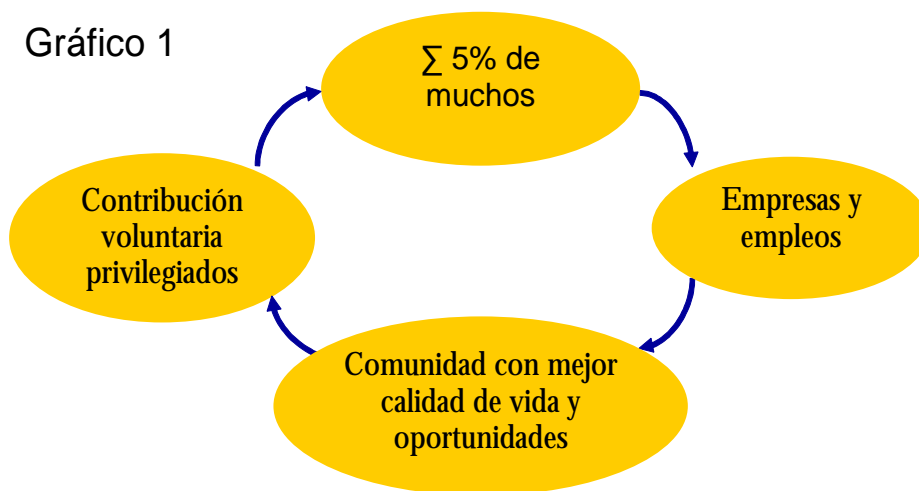 Gráfico 1
∑ 5% de
muchos
Contribución
voluntaria
privilegiados
Empresas y
empleos
Comunidad con mejor
calidad de vida y
oportunidades